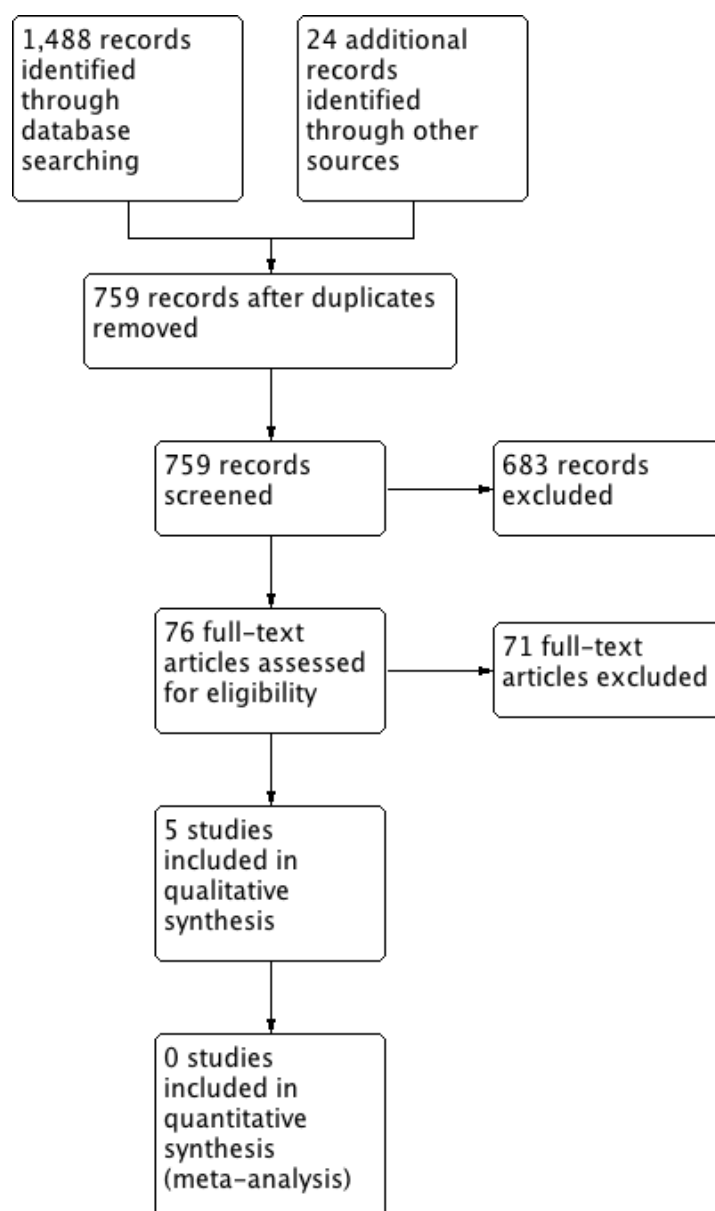 1,488 records
identified
through
database
searching
24 additional
records
identified
through other
sources
759 records after duplicates
removed
759 records
screened
683 records
excluded
76 full-text
articles assessed
for eligibility
71 full-text
articles excluded
5 studies
included in
qualitative
synthesis
0 studies
included in
quantitative
synthesis
(meta-analysis)